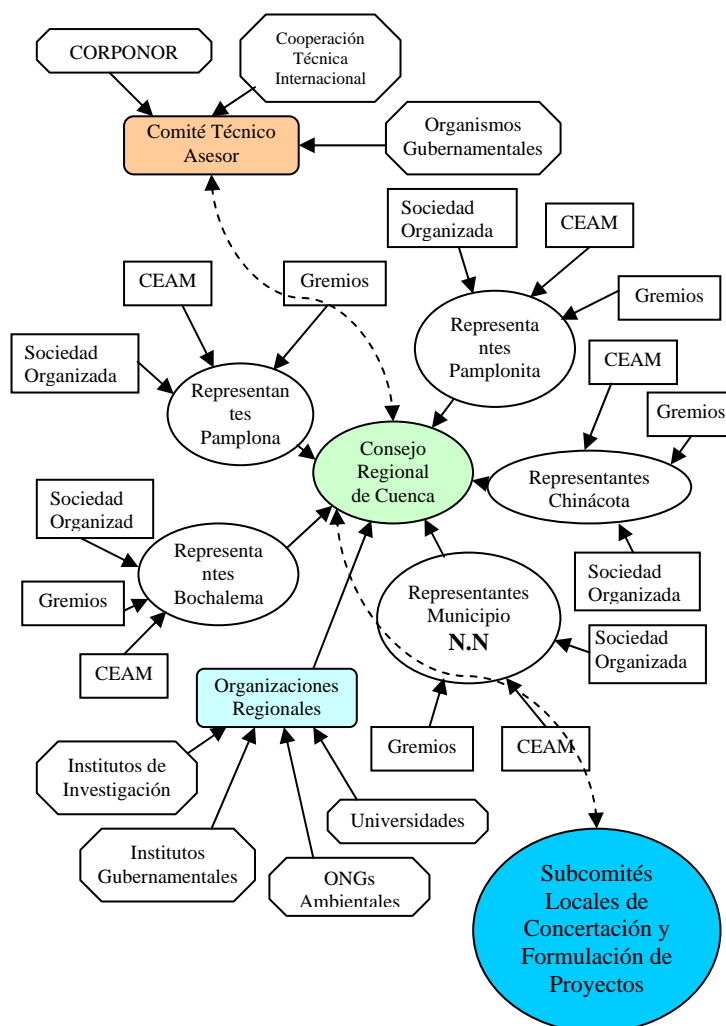 CORPONOR
Cooperación
Técnica
Internacional
Comité Técnico
Asesor
Organismos
Gubernamentales
Sociedad
Organizada
CEAM
Gremios
Representa
ntes
Pamplonita
CEAM
Gremios
Sociedad
Organizada
Representan
tes
Pamplona
CEAM
Gremios
Representantes
Chinácota
Sociedad
Organizada
Consejo
Regional
de Cuenca
Sociedad
Organizad
Gremios
CEAM
Representa
ntes
Bochalema
Representantes
Municipio
N.N
Sociedad
Organizada
Gremios
CEAM
Organizaciones
Regionales
Institutos de
Investigación
Institutos
Gubernamentales
ONGs
Ambientales
Universidades
Subcomités
Locales de
Concertación y
Formulación de
Proyectos